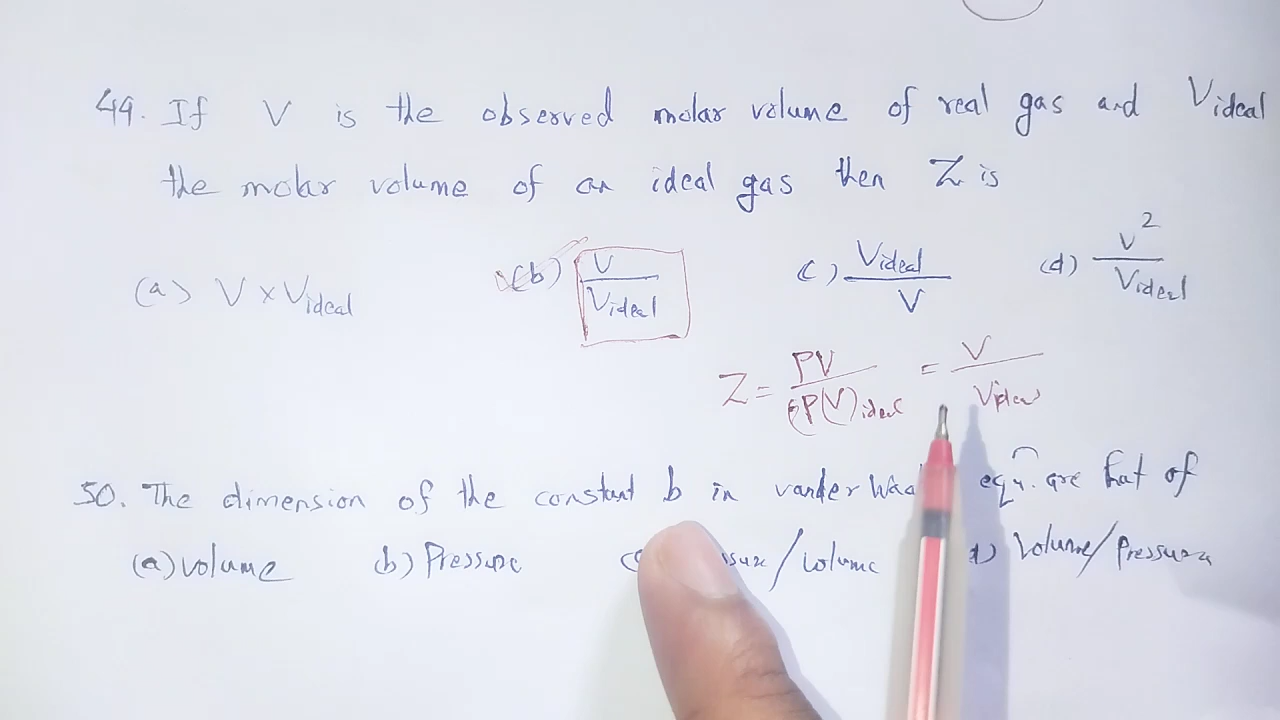 49. If V is the observed molar volume of real gas and Videal
the molar volume of an ideal gas then Z is
(a) V × Videal (b) V/Videal (c) Videal/V (d) V²/Videal
Z = PV/P(V)ideal = V/Videal
50. The dimension of the constant b in vander Waa equn. are that of
(a) volume (b) Pressure (c) /volume (d) Volume/Pressure